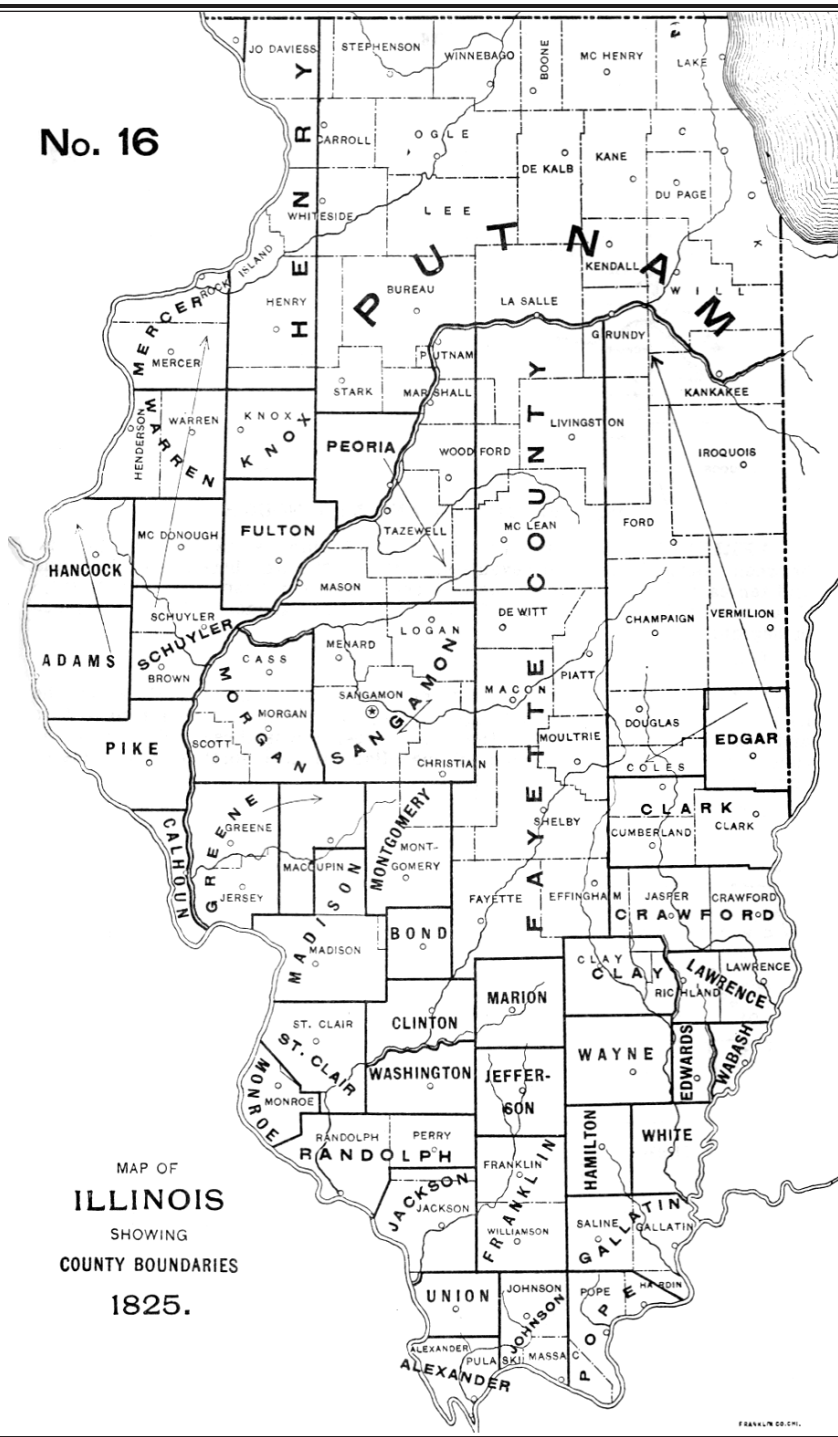 No. 16
JO DAVIESS
STEPHENSON
WINNEBAGO
BOONE
MC HENRY
LAKE
HENRY
CARROLL
OGLE
DE KALB
KANE
C
DU PAGE
K
WHITESIDE
LEE
PUTNAM
ROCK ISLAND
BUREAU
KENDALL
WILL
MERCER
HENRY
LA SALLE
GRUNDY
MERCER
PUTNAM
STARK
MARSHALL
KANKAKEE
HENDERSON
WARREN
WARREN
KNOX
KNOX
PEORIA
WOODFORD
LIVINGSTON
IROQUOIS
FAYETTE COUNTY
HANCOCK
MC DONOUGH
FULTON
TAZEWELL
MC LEAN
FORD
MASON
ADAMS
SCHUYLER
SCHUYLER
BROWN
CASS
MENARD
LOGAN
DE WITT
CHAMPAIGN
VERMILION
MORGAN
SANGAMON
SANGAMON
MACON
PIATT
PIKE
SCOTT
MORGAN
CHRISTIAN
MOULTRIE
DOUGLAS
EDGAR
COLES
CALHOUN
GREENE
GREENE
MACOUPIN
MONTGOMERY
MONT-
GOMERY
SHELBY
CLARK
CUMBERLAND
CLARK
JERSEY
MADISON
MADISON
BOND
FAYETTE
EFFINGHAM
JASPER
CRAWFORD
CRAWFORD
CLAY
CLAY
RICHLAND
LAWRENCE
LAWRENCE
ST. CLAIR
ST. CLAIR
CLINTON
MARION
WASHINGTON
JEFFER-
SON
WAYNE
EDWARDS
WABASH
MONROE
MONROE
RANDOLPH
PERRY
RANDOLPH
HAMILTON
WHITE
JACKSON
JACKSON
FRANKLIN
FRANKLIN
WILLIAMSON
SALINE
GALLATIN
GALLATIN
UNION
JOHNSON
JOHNSON
POPE
POPE
HARDIN
ALEXANDER
ALEXANDER
PULASKI
MASSAC
MAP OF
ILLINOIS
SHOWING
COUNTY BOUNDARIES
1825.
FRANKLIN CO. CHI.